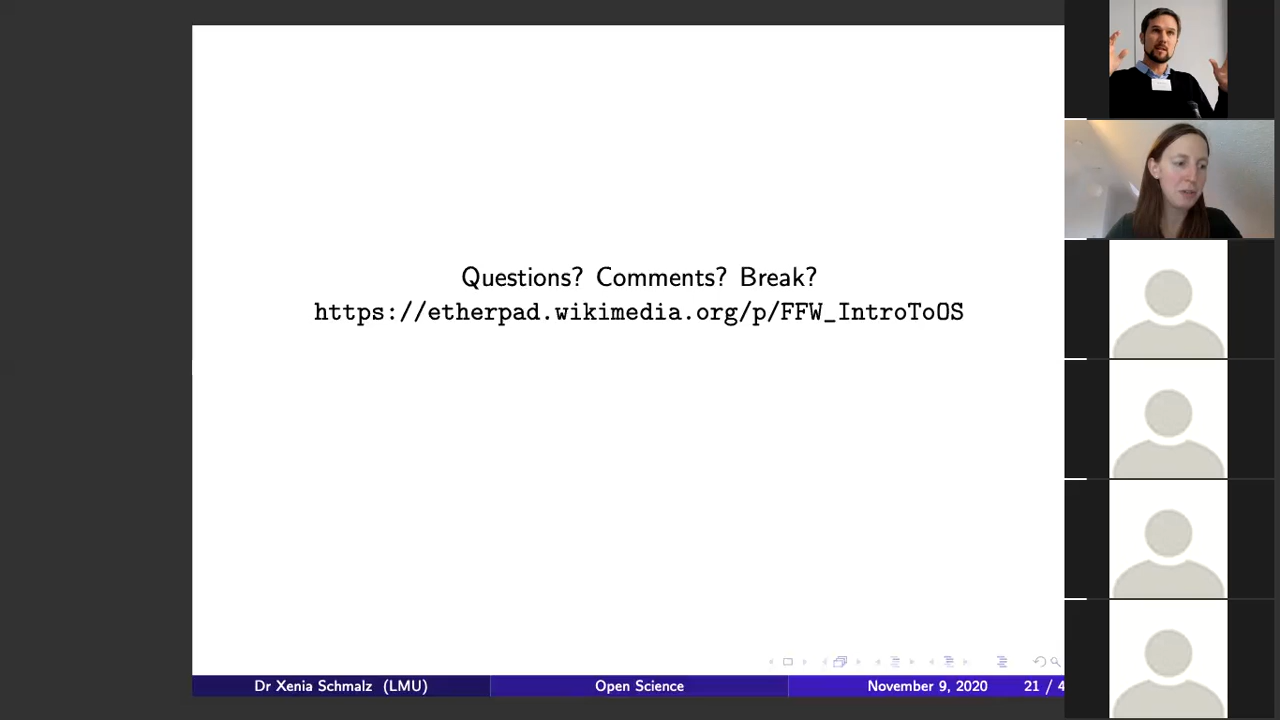 Questions? Comments? Break?
https://etherpad.wikimedia.org/p/FFW_IntroToOS
Dr Xenia Schmalz (LMU) Open Science November 9, 2020 21 / 4